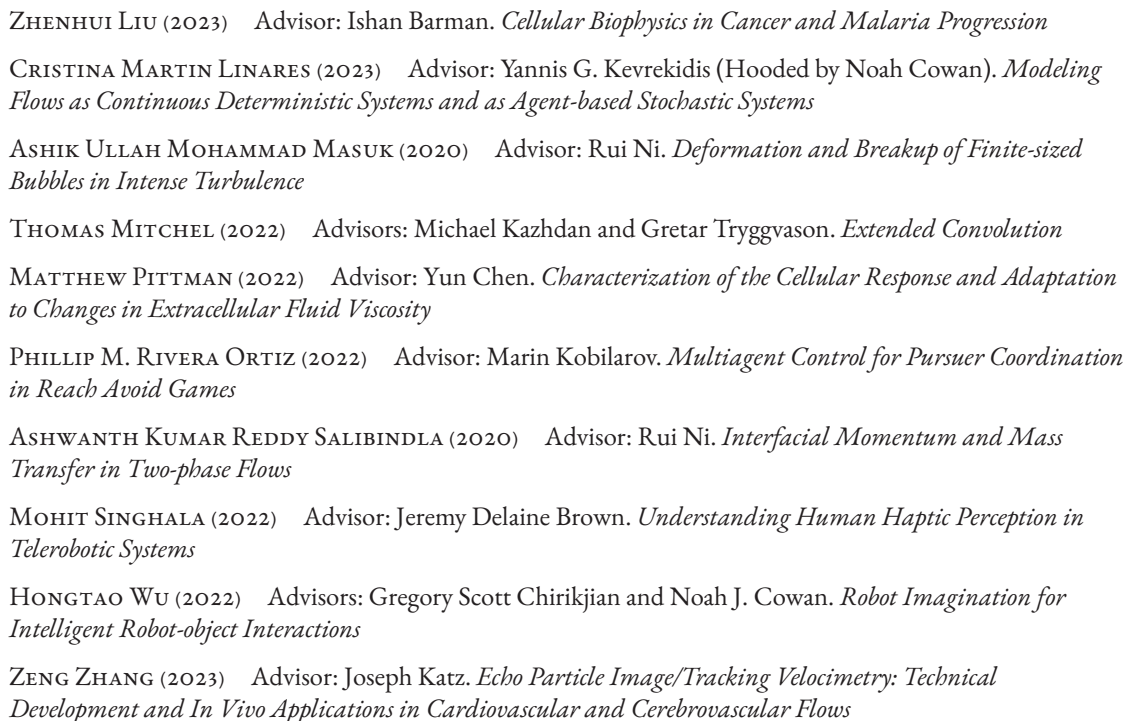 Zhenhui Liu (2023) Advisor: Ishan Barman. Cellular Biophysics in Cancer and Malaria Progression
Cristina Martin Linares (2023) Advisor: Yannis G. Kevrekidis (Hooded by Noah Cowan). Modeling
Flows as Continuous Deterministic Systems and as Agent-based Stochastic Systems
Ashik Ullah Mohammad Masuk (2020) Advisor: Rui Ni. Deformation and Breakup of Finite-sized
Bubbles in Intense Turbulence
Thomas Mitchel (2022) Advisors: Michael Kazhdan and Gretar Tryggvason. Extended Convolution
Matthew Pittman (2022) Advisor: Yun Chen. Characterization of the Cellular Response and Adaptation
to Changes in Extracellular Fluid Viscosity
Phillip M. Rivera Ortiz (2022) Advisor: Marin Kobilarov. Multiagent Control for Pursuer Coordination
in Reach Avoid Games
Ashwanth Kumar Reddy Salibindla (2020) Advisor: Rui Ni. Interfacial Momentum and Mass
Transfer in Two-phase Flows
Mohit Singhala (2022) Advisor: Jeremy Delaine Brown. Understanding Human Haptic Perception in
Telerobotic Systems
Hongtao Wu (2022) Advisors: Gregory Scott Chirikjian and Noah J. Cowan. Robot Imagination for
Intelligent Robot-object Interactions
Zeng Zhang (2023) Advisor: Joseph Katz. Echo Particle Image/Tracking Velocimetry: Technical
Development and In Vivo Applications in Cardiovascular and Cerebrovascular Flows